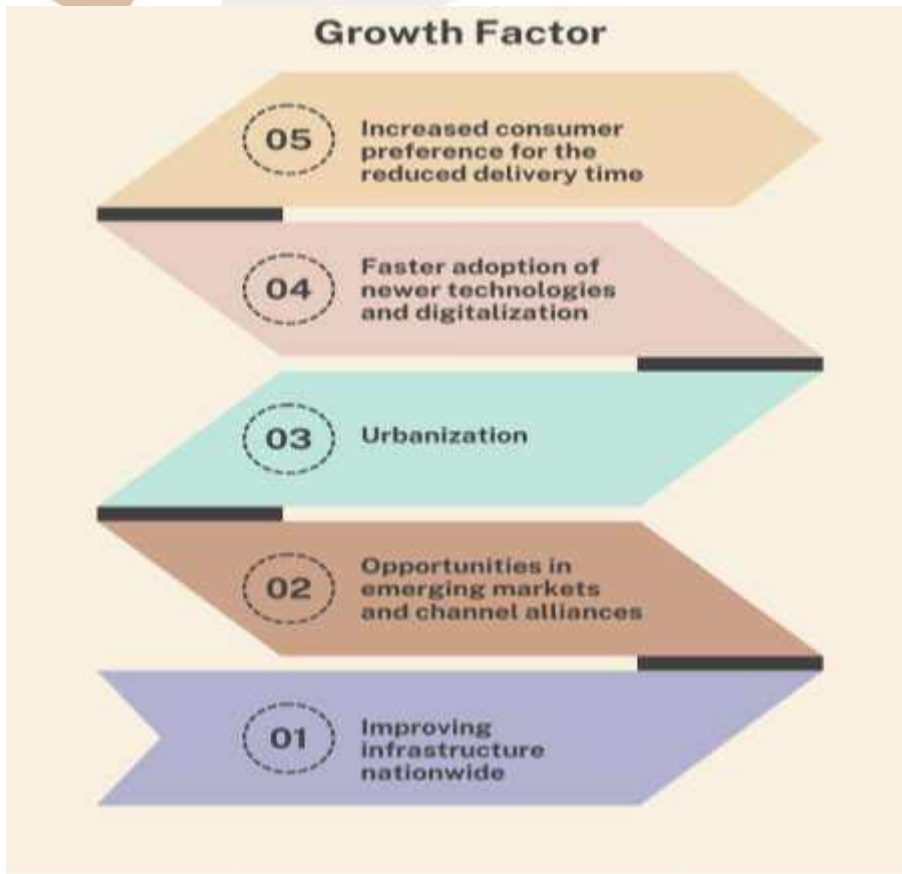 Growth Factor
05
Increased consumer
preference for the
reduced delivery time
04
Faster adoption of
newer technologies
and digitalization
03
Urbanization
02
Opportunities in
emerging markets
and channel alliances
01
Improving
infrastructure
nationwide